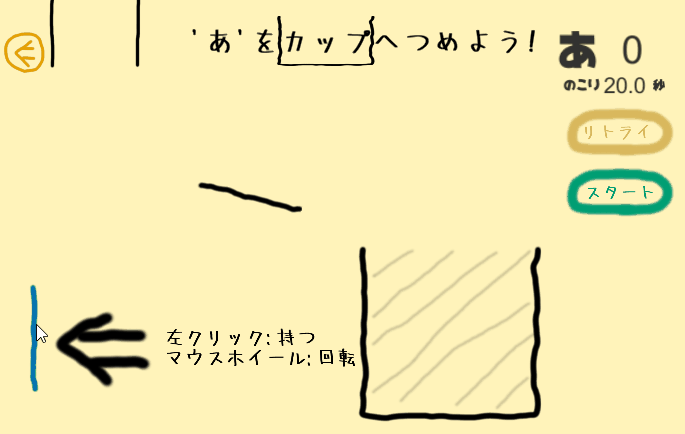 'あ'をカップへつめよう!
あ 0
のこり 20.0 秒
リトライ
スタート
左クリック:持つ
マウスホイール:回転